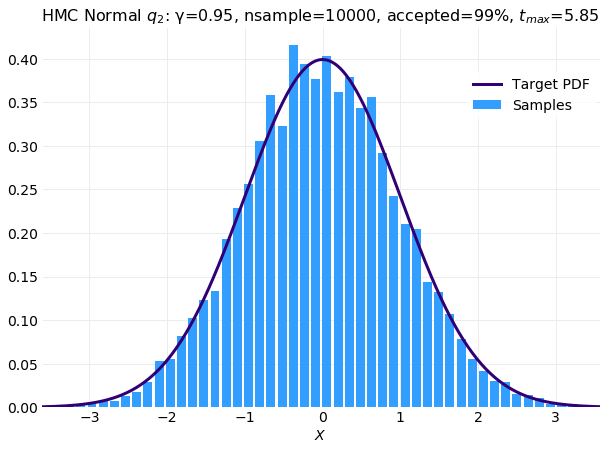 HMC Normal q₂: γ=0.95, nsample=10000, accepted=99%, tₘₐₓ=5.85
Target PDF
Samples
0.40
0.35
0.30
0.25
0.20
0.15
0.10
0.05
0.00
−3 −2 −1 0 1 2 3
X